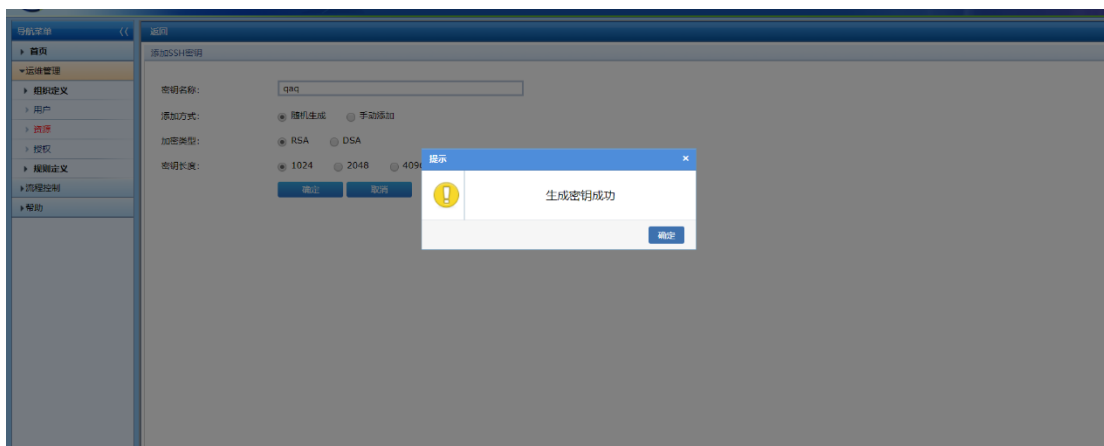 导航菜单 《
返回
首页
添加SSH密钥
运维管理
组织定义
用户
资源
授权
规则定义
流程控制
帮助
密钥名称: qaq
添加方式: 随机生成 手动添加
加密类型: RSA DSA
密钥长度: 1024 2048 409
确定 取消
提示 ×
生成密钥成功
确定